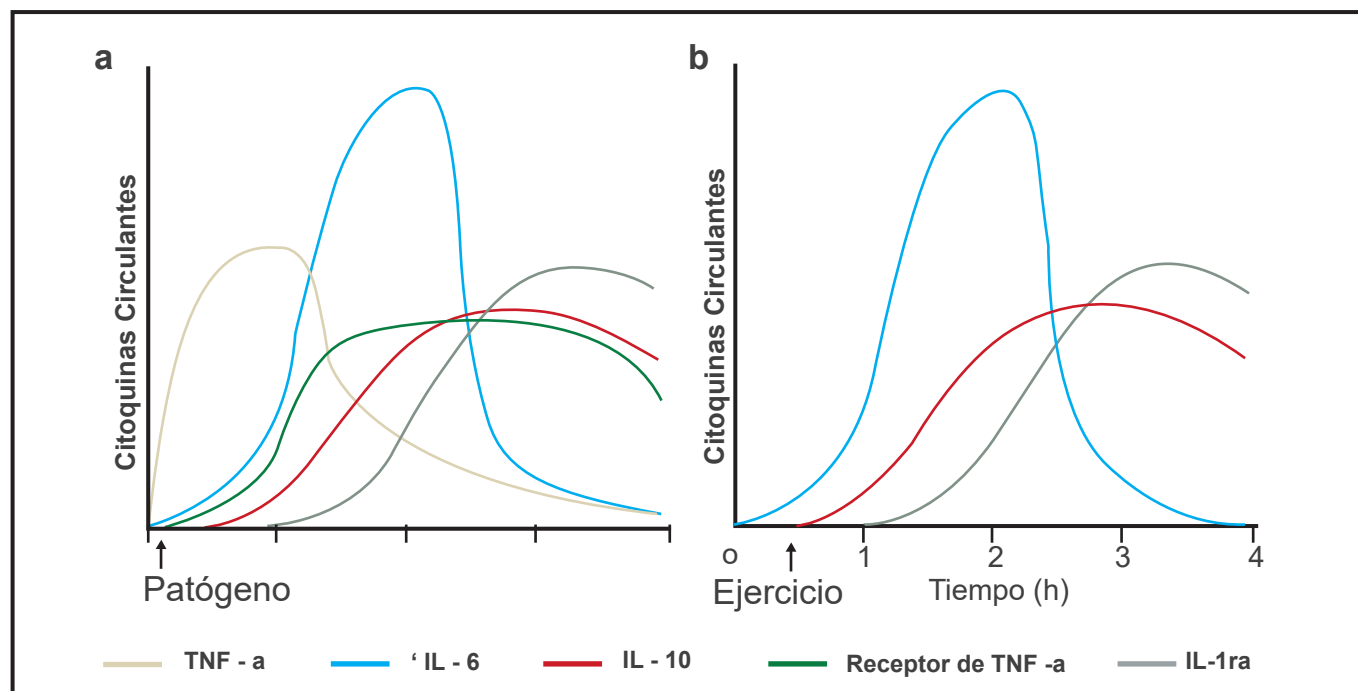 a
Citoquinas Circulantes
Patógeno
b
Citoquinas Circulantes
o 1 2 3 4
Ejercicio Tiempo (h)
TNF - a ‘ IL - 6 IL - 10 Receptor de TNF -a IL-1ra